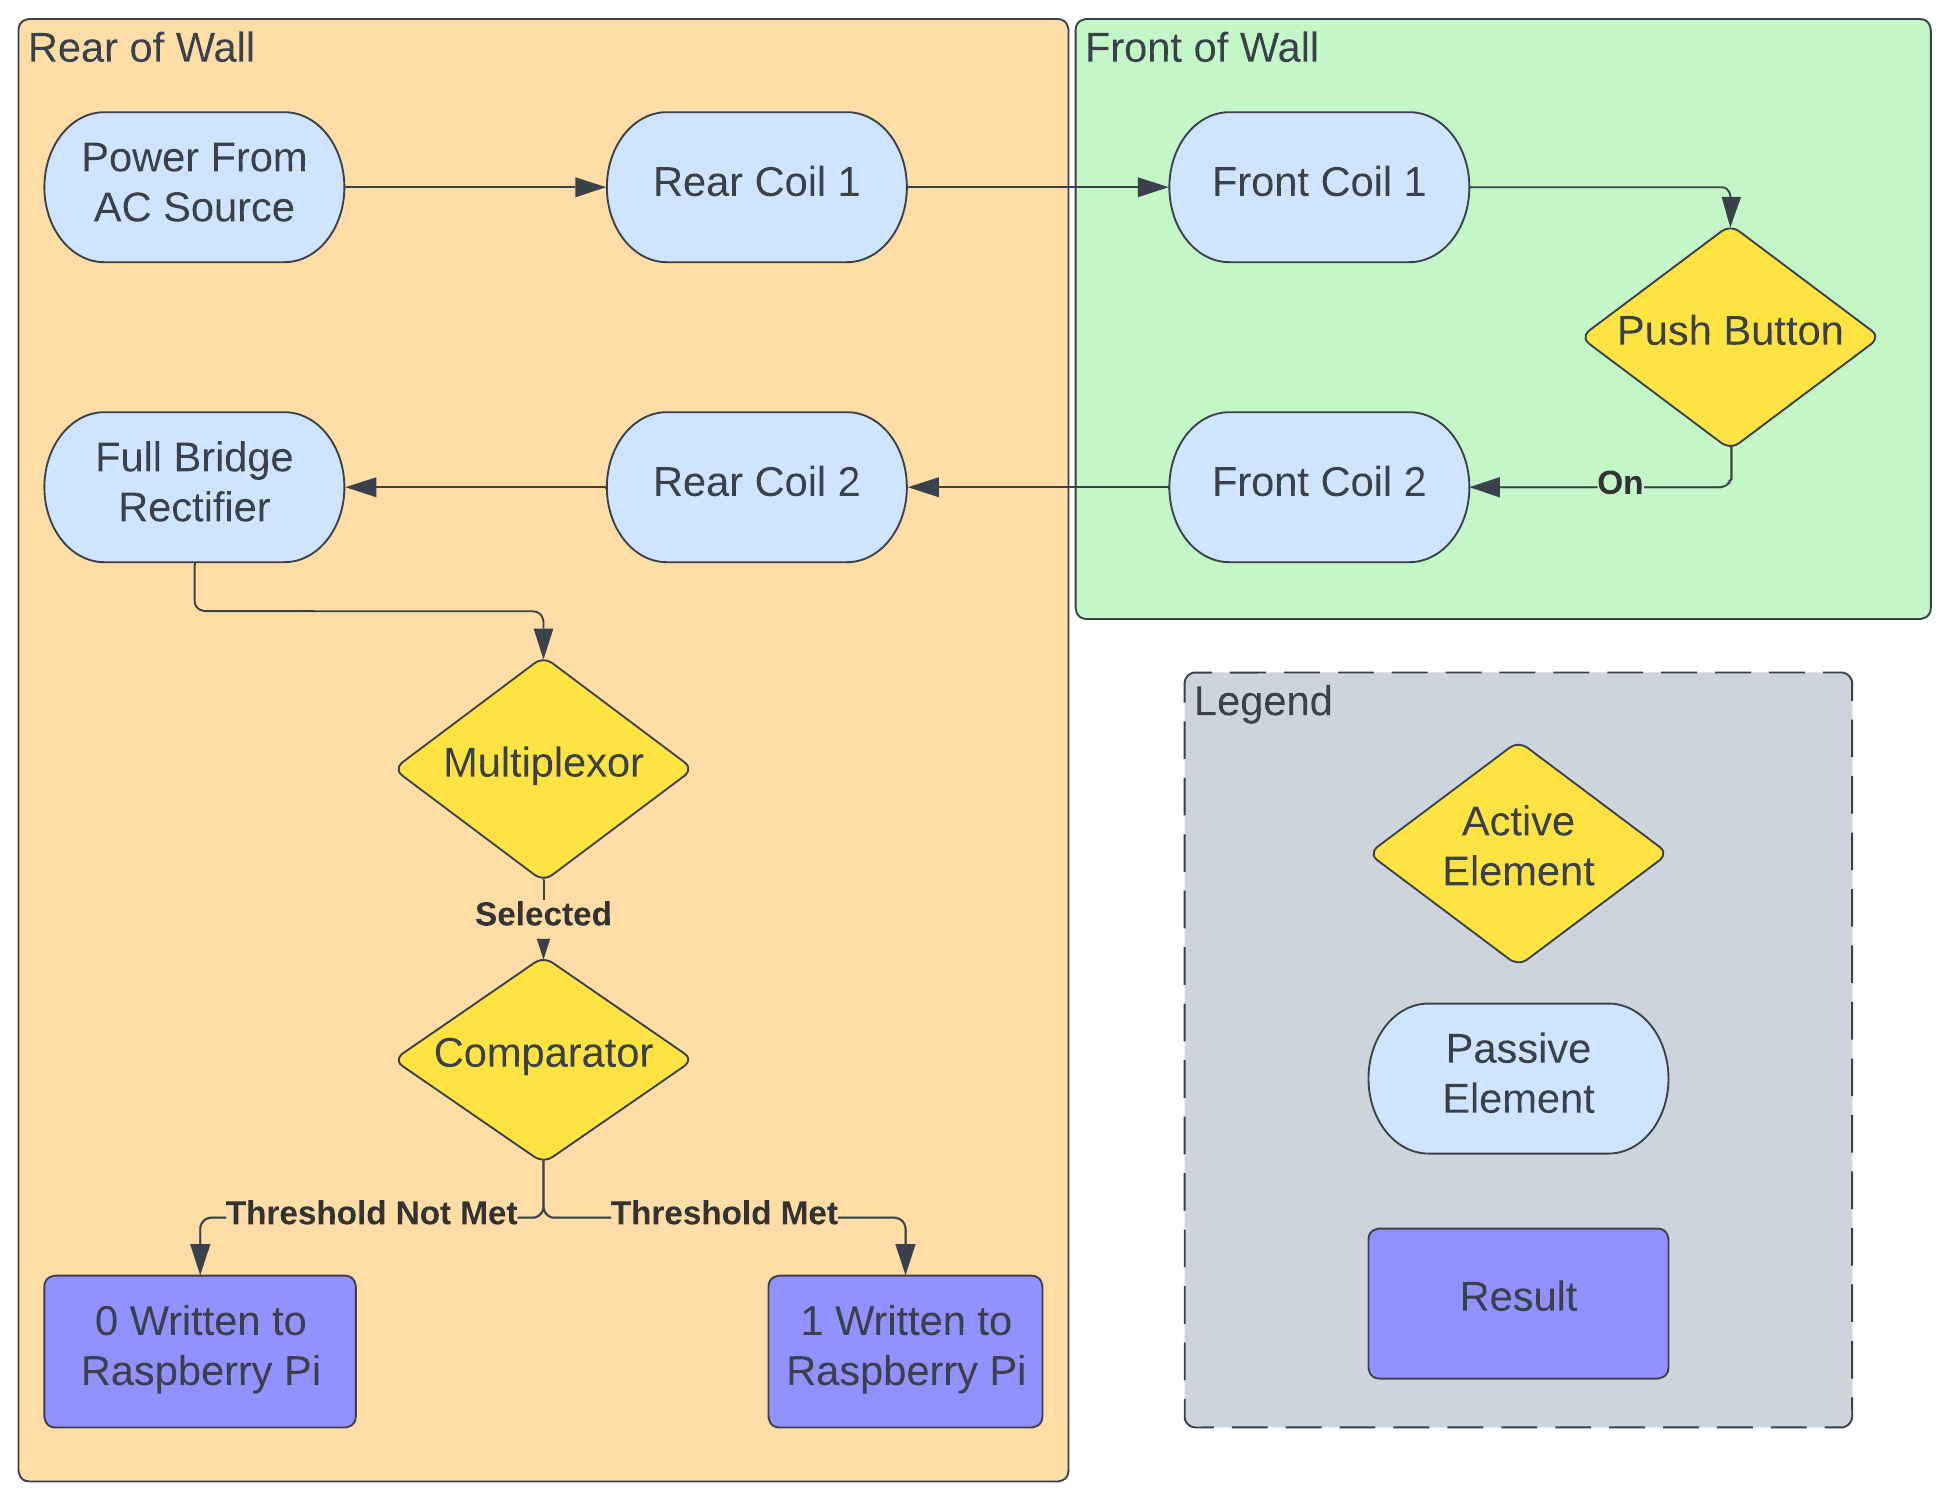 Rear of Wall
Front of Wall
Power From
AC Source
Rear Coil 1
Front Coil 1
Push Button
On
Front Coil 2
Rear Coil 2
Full Bridge
Rectifier
Multiplexor
Selected
Comparator
Threshold Not Met
Threshold Met
0 Written to
Raspberry Pi
1 Written to
Raspberry Pi
Legend
Active
Element
Passive
Element
Result